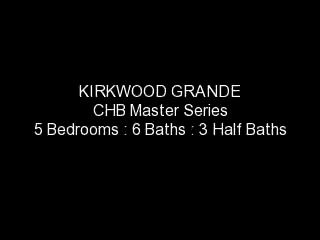 KIRKWOOD GRANDE
CHB Master Series
5 Bedrooms : 6 Baths : 3 Half Baths